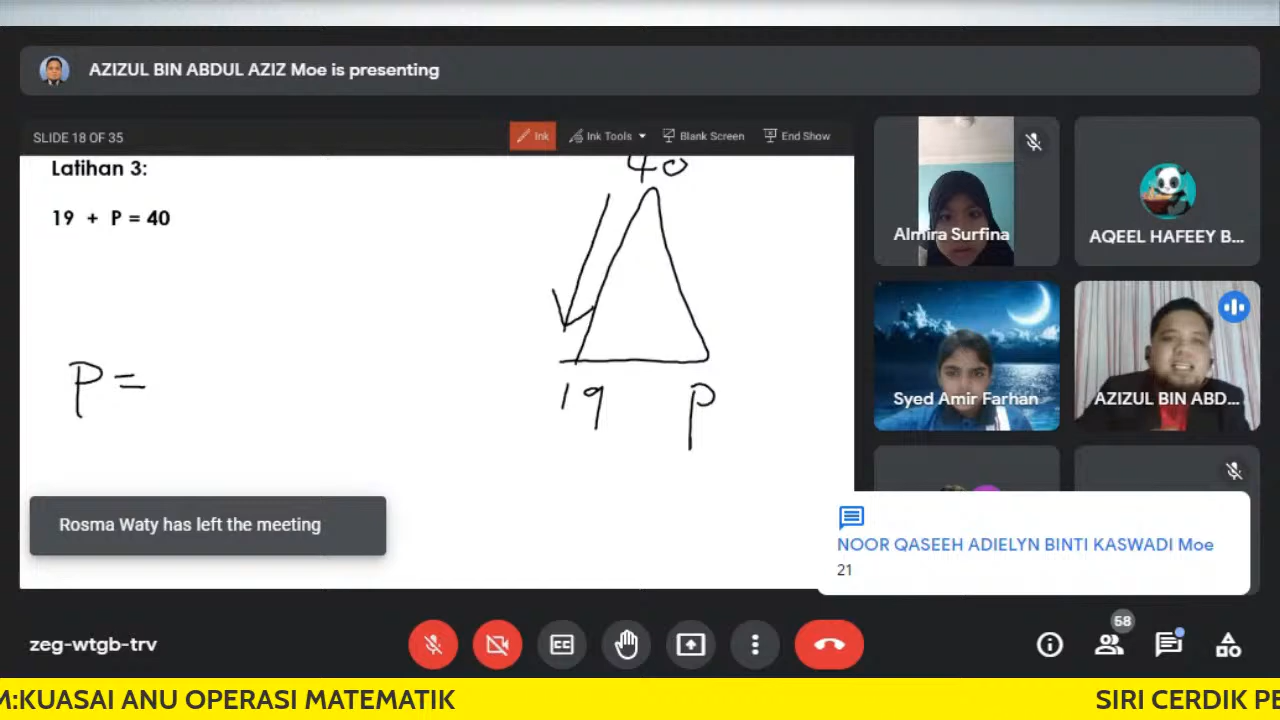 AZIZUL BIN ABDUL AZIZ Moe is presenting
SLIDE 18 OF 35
Ink
Ink Tools
Blank Screen
End Show
Latihan 3:
19 + P = 40
40
19 P
P =
Almira Surfina
AQEEL HAFEEY B...
Syed Amir Farhan
AZIZUL BIN ABD...
Rosma Waty has left the meeting
NOOR QASEEH ADIELYN BINTI KASWADI Moe
21
zeg-wtgb-trv
CC
58
M:KUASAI ANU OPERASI MATEMATIK
SIRI CERDIK PE